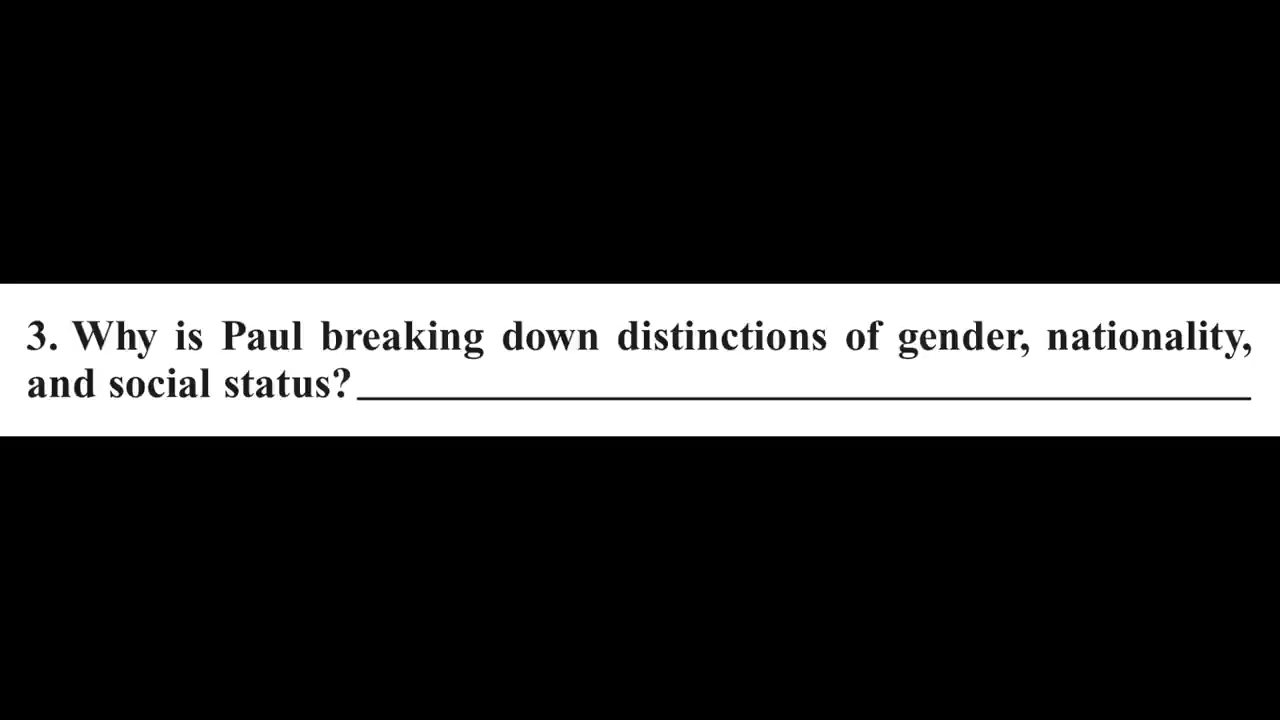 3. Why is Paul breaking down distinctions of gender, nationality,
and social status?